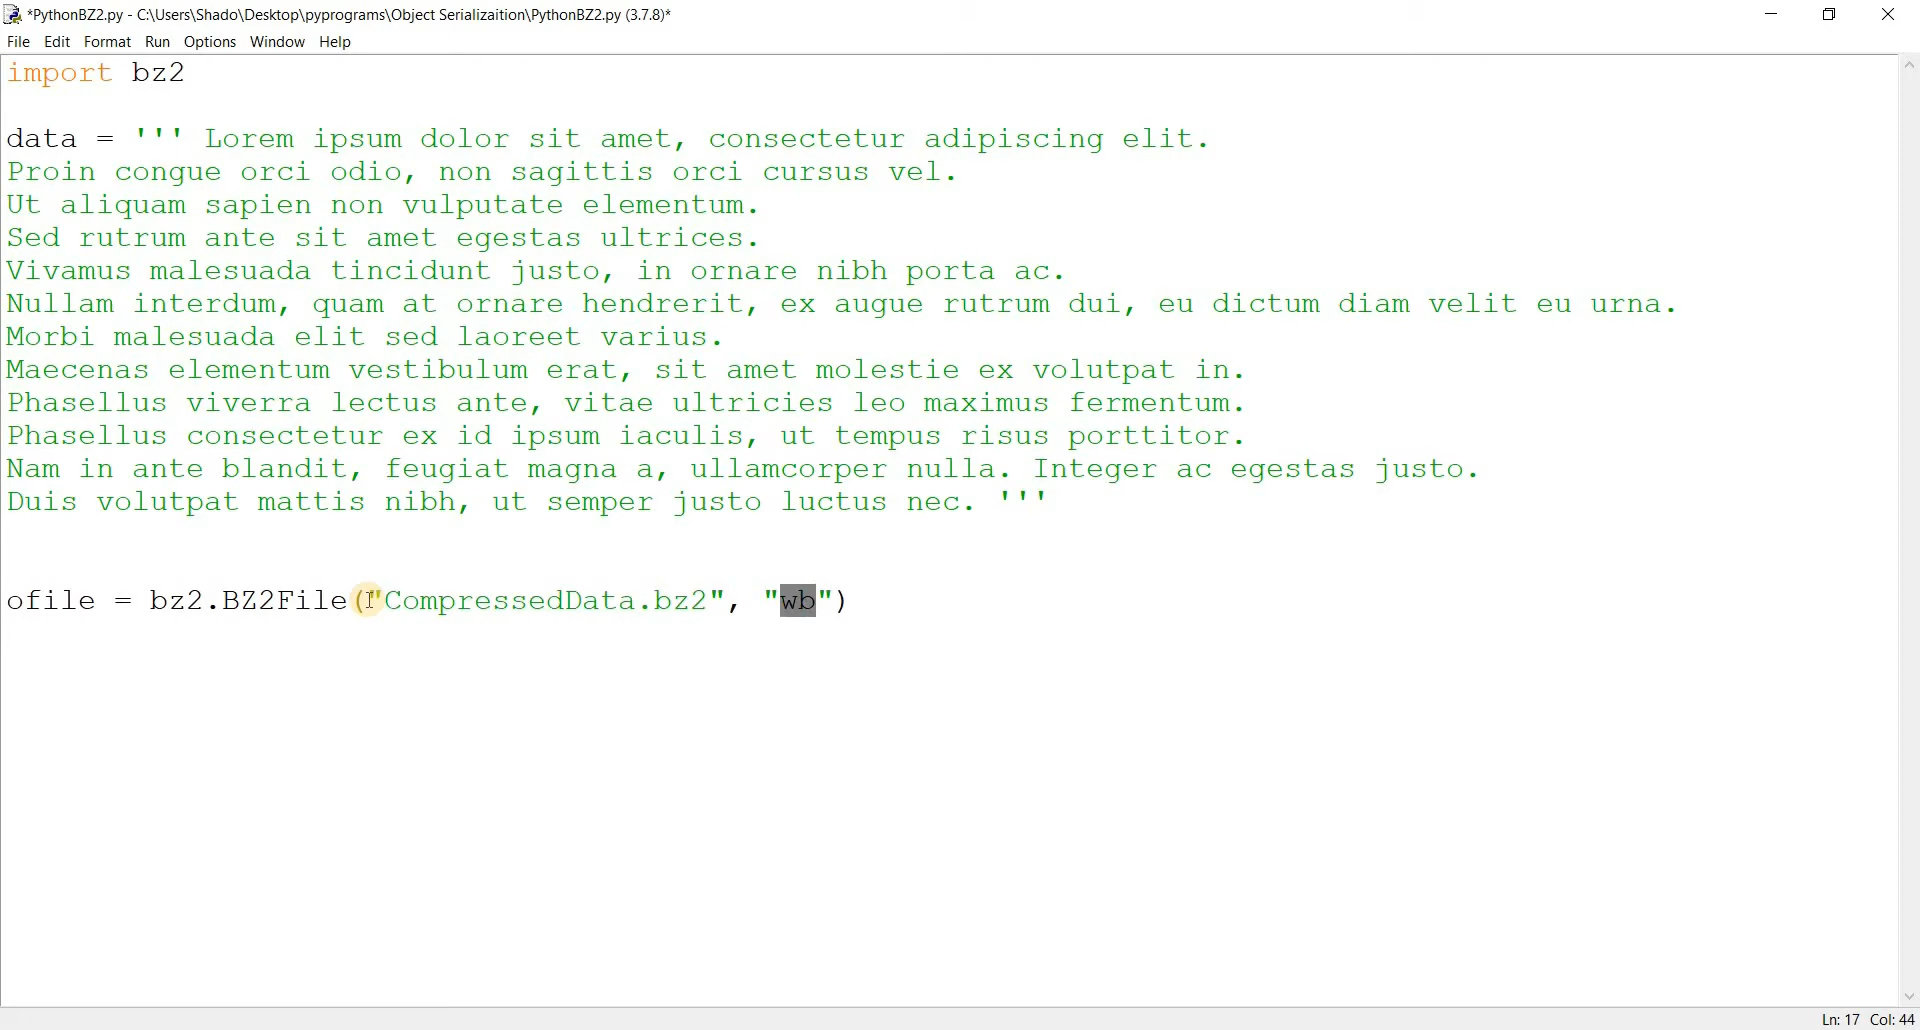 *PythonBZ2.py - C:\Users\Shado\Desktop\pyprograms\Object Serializaition\PythonBZ2.py (3.7.8)*
File Edit Format Run Options Window Help
import bz2
data = ''' Lorem ipsum dolor sit amet, consectetur adipiscing elit.
Proin congue orci odio, non sagittis orci cursus vel.
Ut aliquam sapien non vulputate elementum.
Sed rutrum ante sit amet egestas ultrices.
Vivamus malesuada tincidunt justo, in ornare nibh porta ac.
Nullam interdum, quam at ornare hendrerit, ex augue rutrum dui, eu dictum diam velit eu urna.
Morbi malesuada elit sed laoreet varius.
Maecenas elementum vestibulum erat, sit amet molestie ex volutpat in.
Phasellus viverra lectus ante, vitae ultricies leo maximus fermentum.
Phasellus consectetur ex id ipsum iaculis, ut tempus risus porttitor.
Nam in ante blandit, feugiat magna a, ullamcorper nulla. Integer ac egestas justo.
Duis volutpat mattis nibh, ut semper justo luctus nec. '''
ofile = bz2.BZ2File("CompressedData.bz2", "wb")
Ln: 17 Col: 44